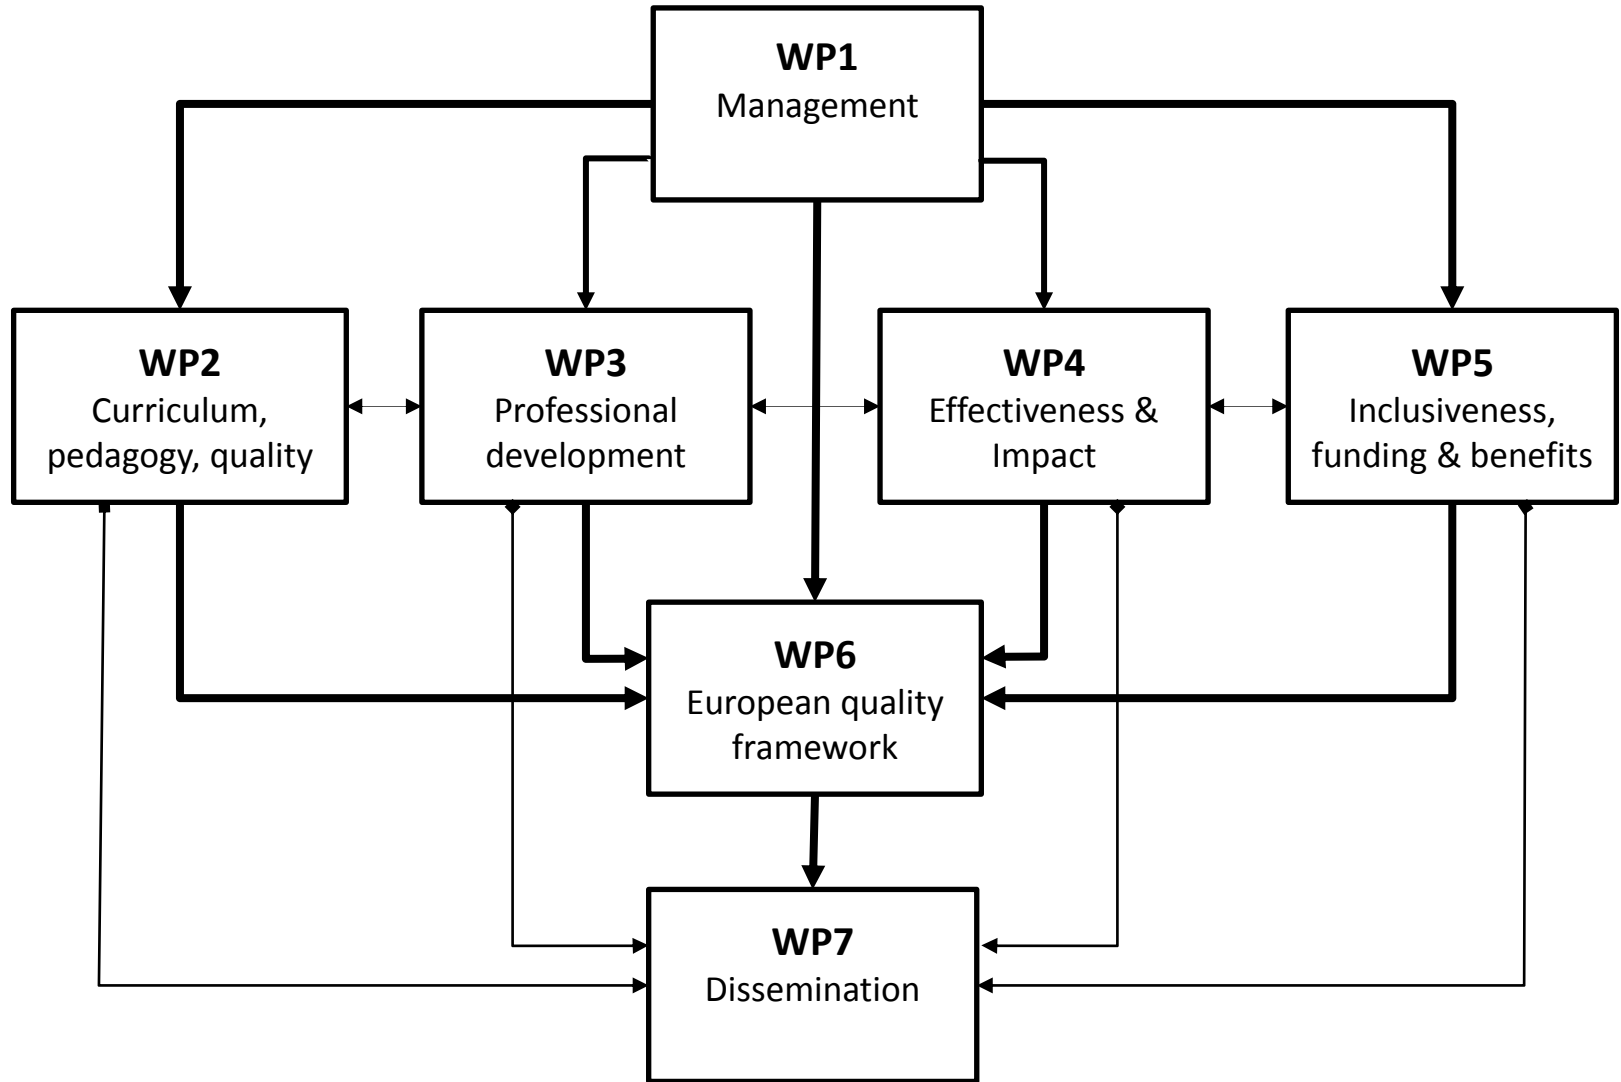 WP1
Management
WP2
Curriculum,
pedagogy, quality
WP3
Professional
development
WP4
Effectiveness &
Impact
WP5
Inclusiveness,
funding & benefits
WP6
European quality
framework
WP7
Dissemination